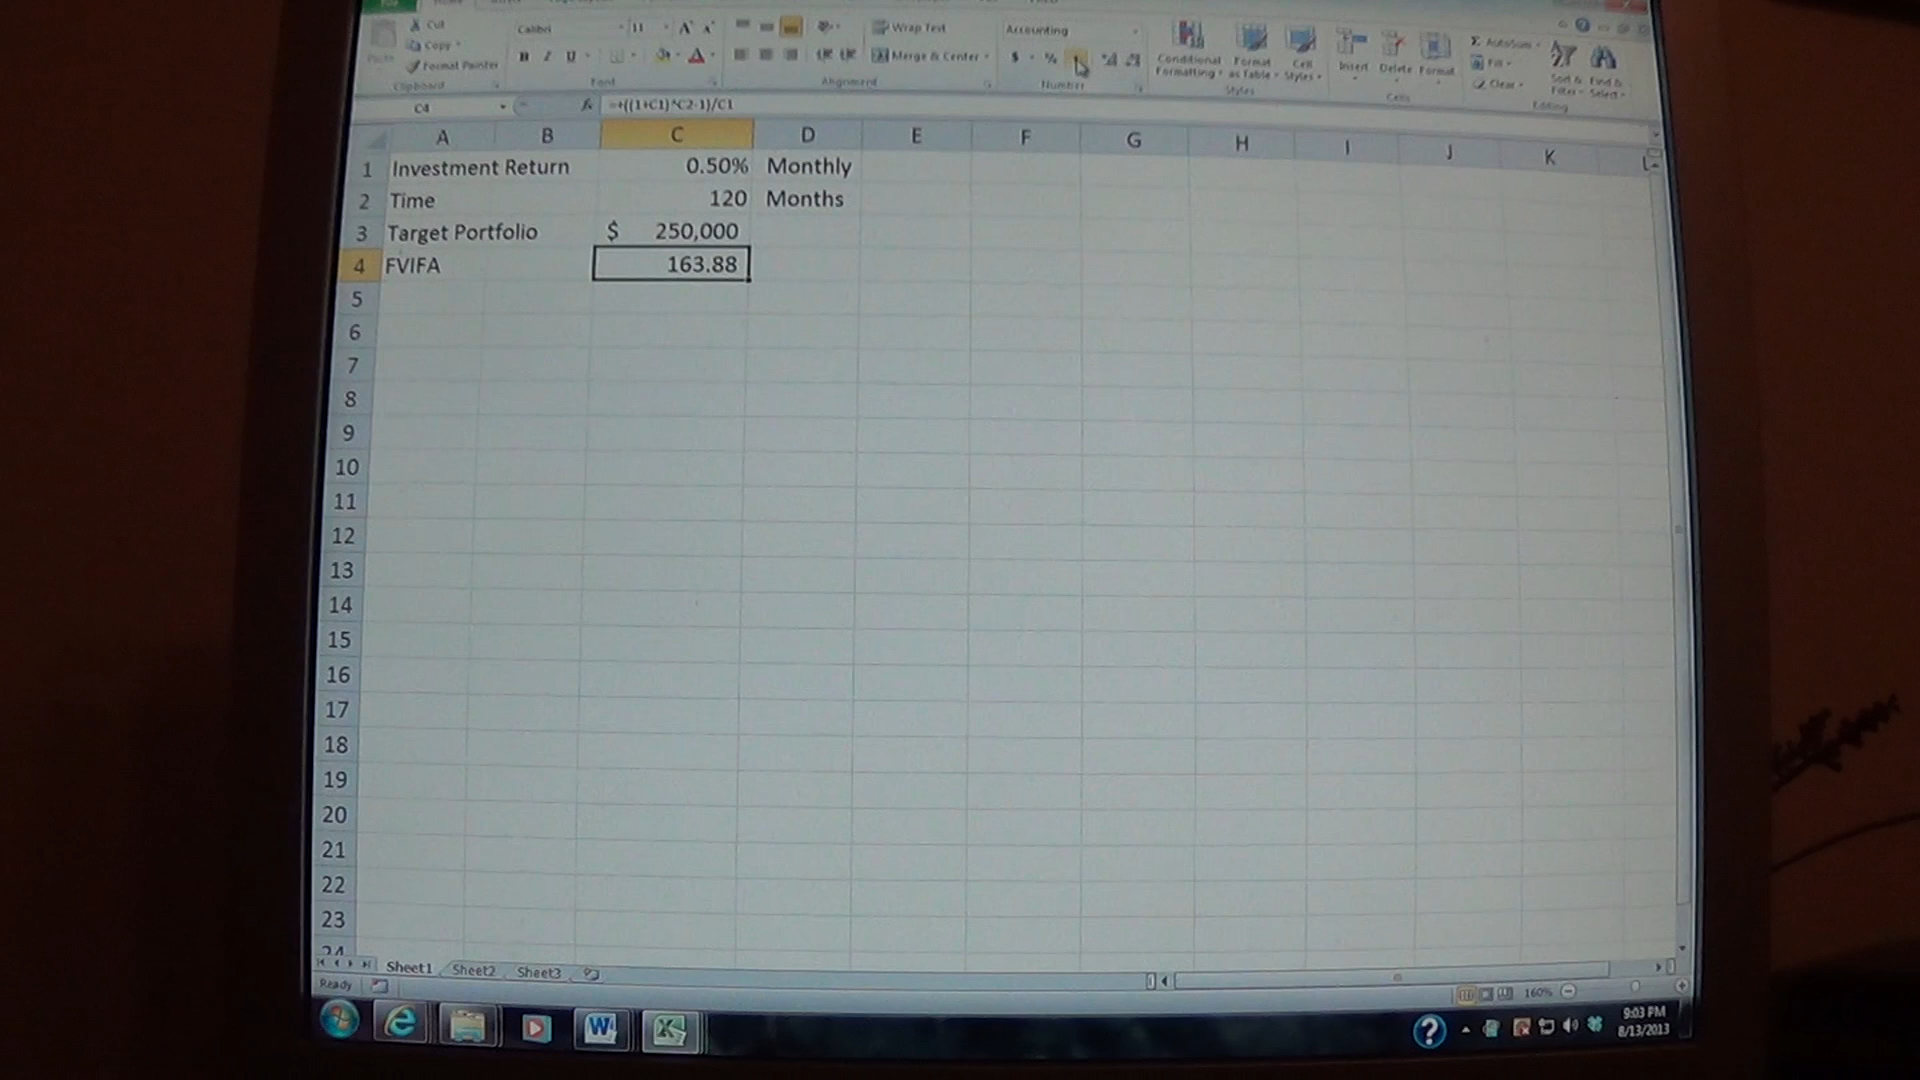 Cut
Calibri 11 Wrap Text Accounting AutoSum
Copy
Format Painter B I U A Merge & Center $ % Conditional Formatting Format as Table Cell Styles Insert Delete Format Fill Clear Sort & Filter Find & Select
Clipboard Font Alignment Number Styles Cells Editing
C4 fx =+((1+C1)^C2-1)/C1
A B C D E F G H I J K L
1 Investment Return 0.50% Monthly
2 Time 120 Months
3 Target Portfolio $ 250,000
4 FVIFA 163.88
5
6
7
8
9
10
11
12
13
14
15
16
17
18
19
20
21
22
23
24
Sheet1 Sheet2 Sheet3
Ready 160%
9:03 PM
8/13/2013